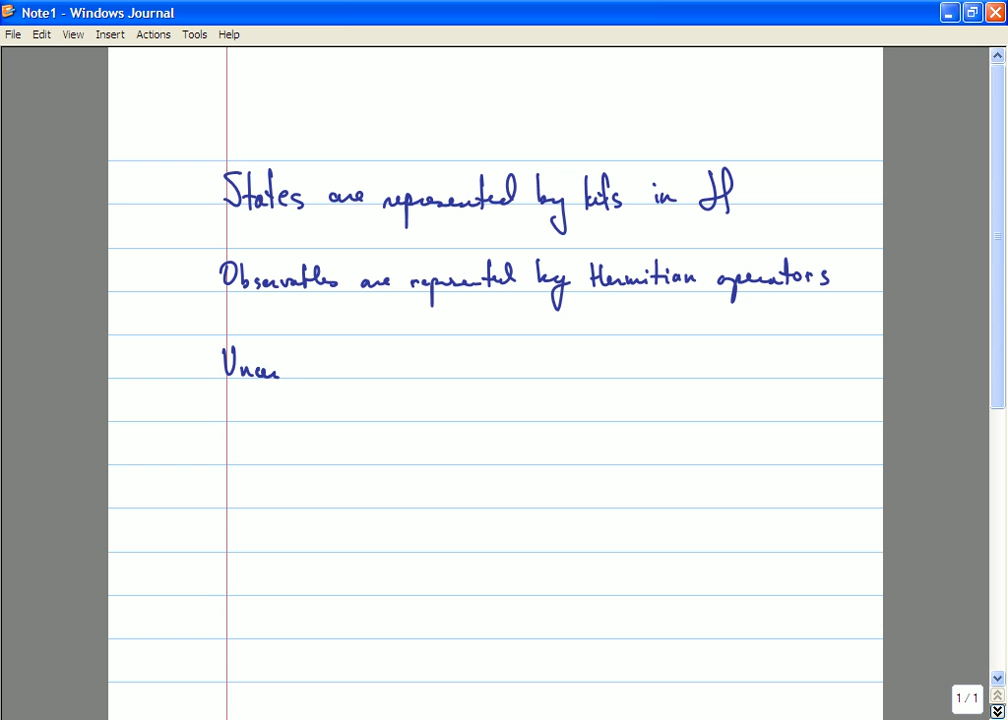 Note1 - Windows Journal
File Edit View Insert Actions Tools Help
States are represented by kets in H
Observables are represented by Hermitian operators
Uncer
1 / 1